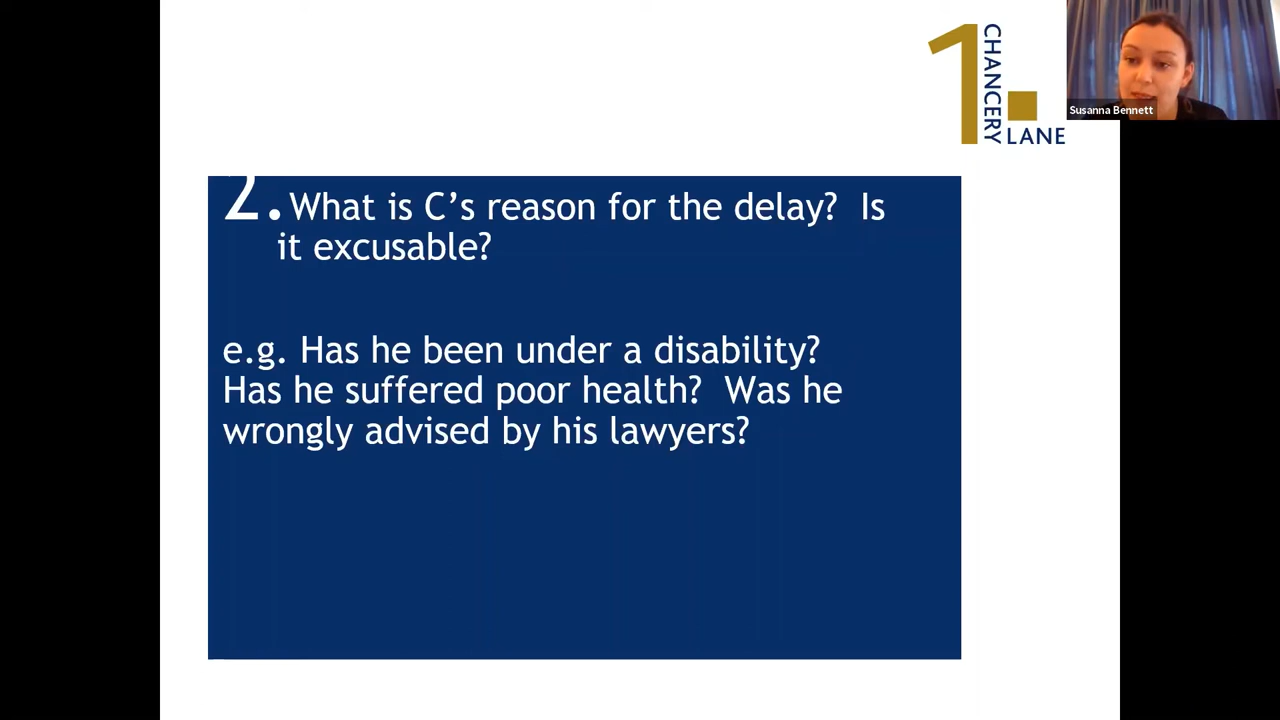 1
CHANCERY
LANE
Susanna Bennett
2. What is C’s reason for the delay?  Is
it excusable?
e.g. Has he been under a disability?
Has he suffered poor health?  Was he
wrongly advised by his lawyers?